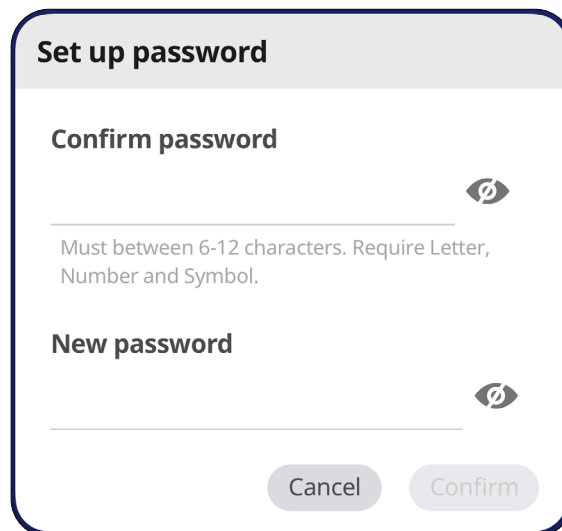 Set up password
Confirm password
Must between 6-12 characters. Require Letter,
Number and Symbol.
New password
Cancel
Confirm